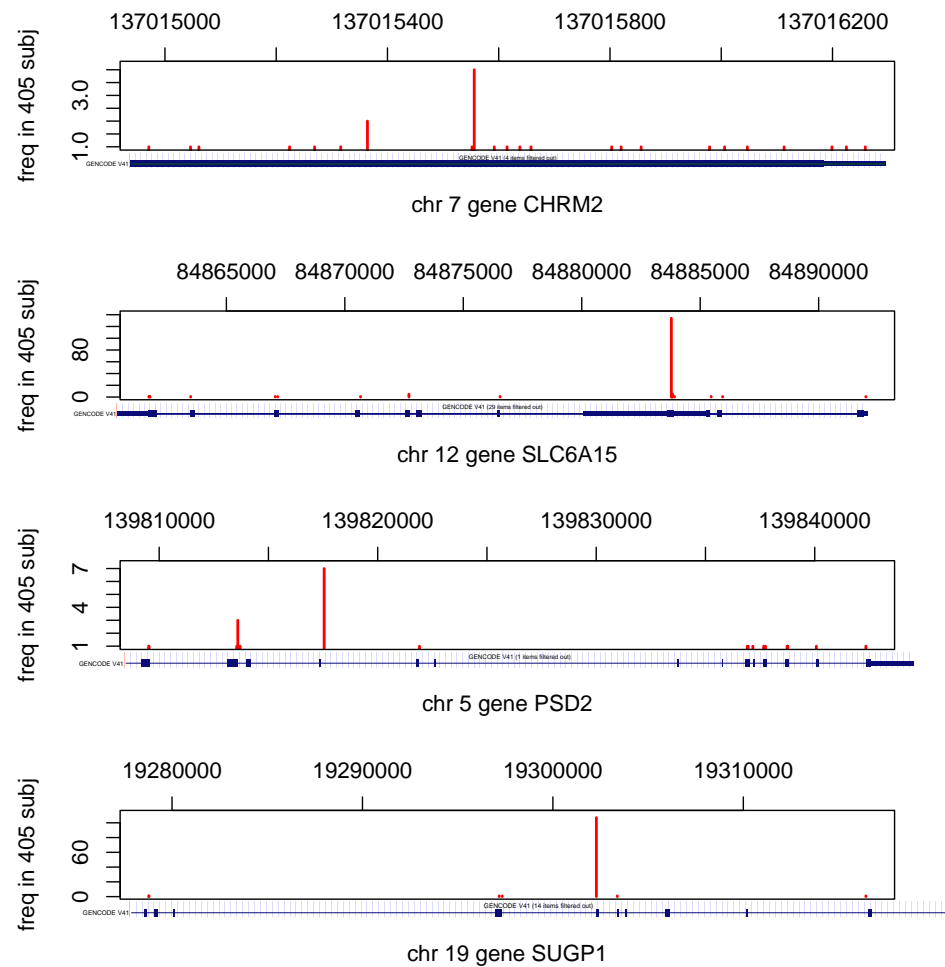 137015000 137015400 137015800 137016200
freq in 405 subj
1.0 3.0
GENCODE V41
GENCODE V41 (4 items filtered out)
chr 7 gene CHRM2
84865000 84870000 84875000 84880000 84885000 84890000
freq in 405 subj
0 80
GENCODE V41
GENCODE V41 (29 items filtered out)
chr 12 gene SLC6A15
139810000 139820000 139830000 139840000
freq in 405 subj
1 4 7
GENCODE V41
GENCODE V41 (1 items filtered out)
chr 5 gene PSD2
19280000 19290000 19300000 19310000
freq in 405 subj
0 60
GENCODE V41
GENCODE V41 (14 items filtered out)
chr 19 gene SUGP1